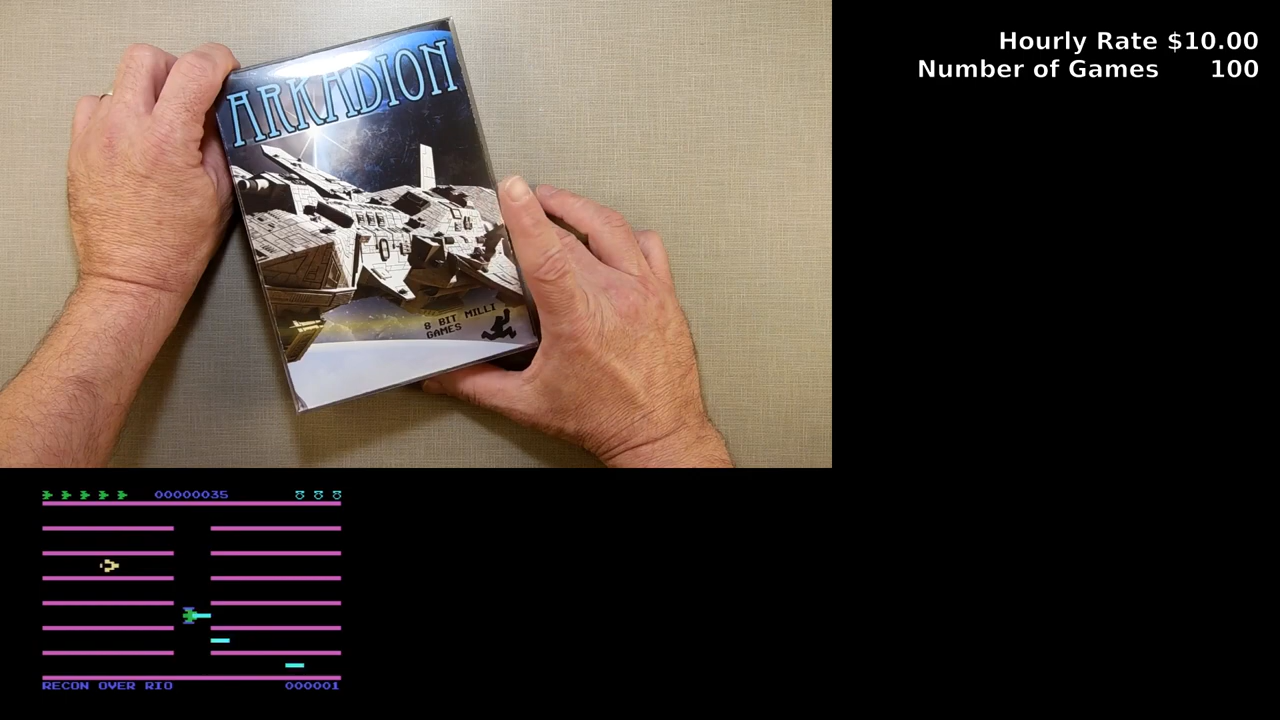 Hourly Rate $10.00
Number of Games 100
ARKADION
8 BIT MILLI
GAMES
00000035
RECON OVER RIO 000001